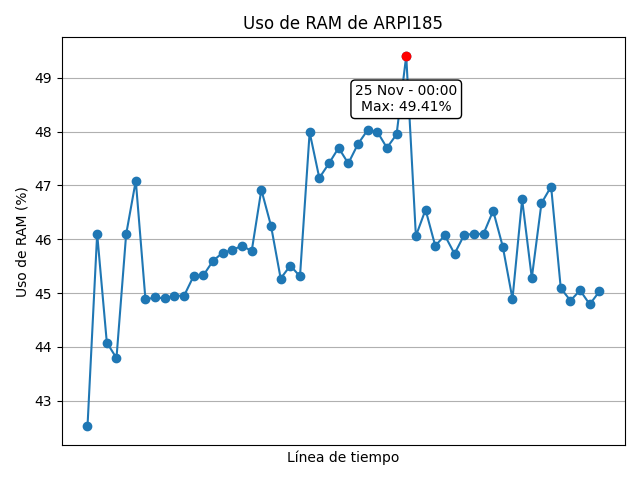 Uso de RAM de ARPI185
49
25 Nov - 00:00
Max: 49.41%
48
47
46
45
44
43
Uso de RAM (%)
Línea de tiempo